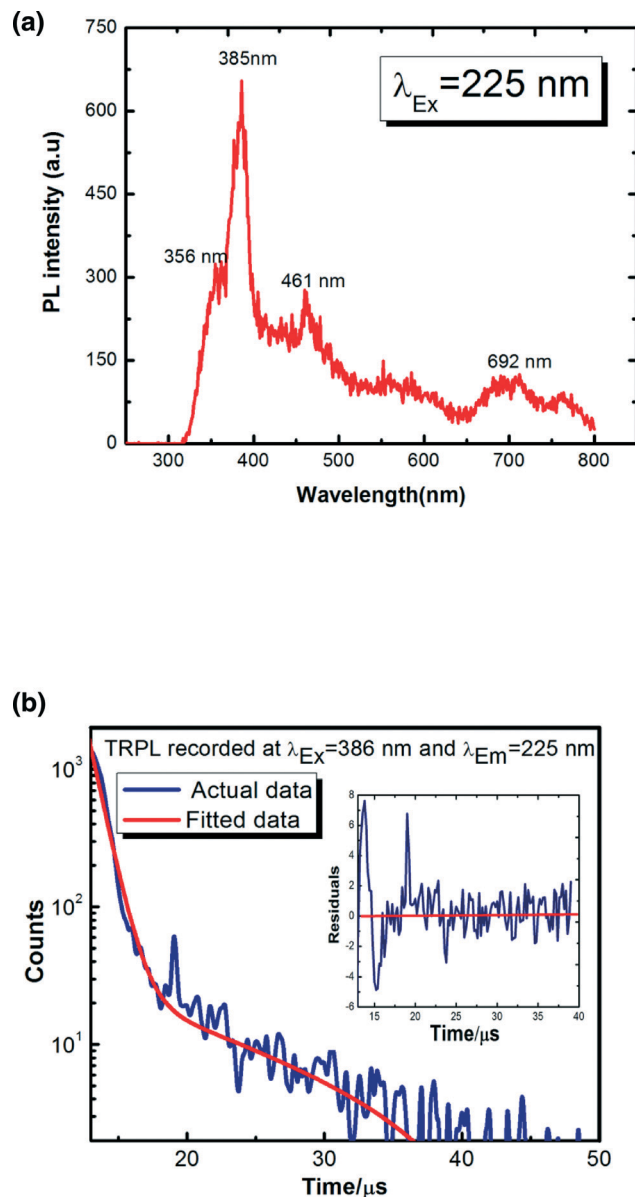 (a)
750
600
450
300
150
0
PL intensity (a.u)
385nm
356 nm
461 nm
692 nm
λEx=225 nm
300 400 500 600 700 800
Wavelength(nm)
(b)
TRPL recorded at λEx=386 nm and λEm=225 nm
Actual data
Fitted data
10³
10²
10¹
Counts
8
6
4
2
0
-2
-4
-6
Residuals
15 20 25 30 35 40
Time/μs
20 30 40 50
Time/μs